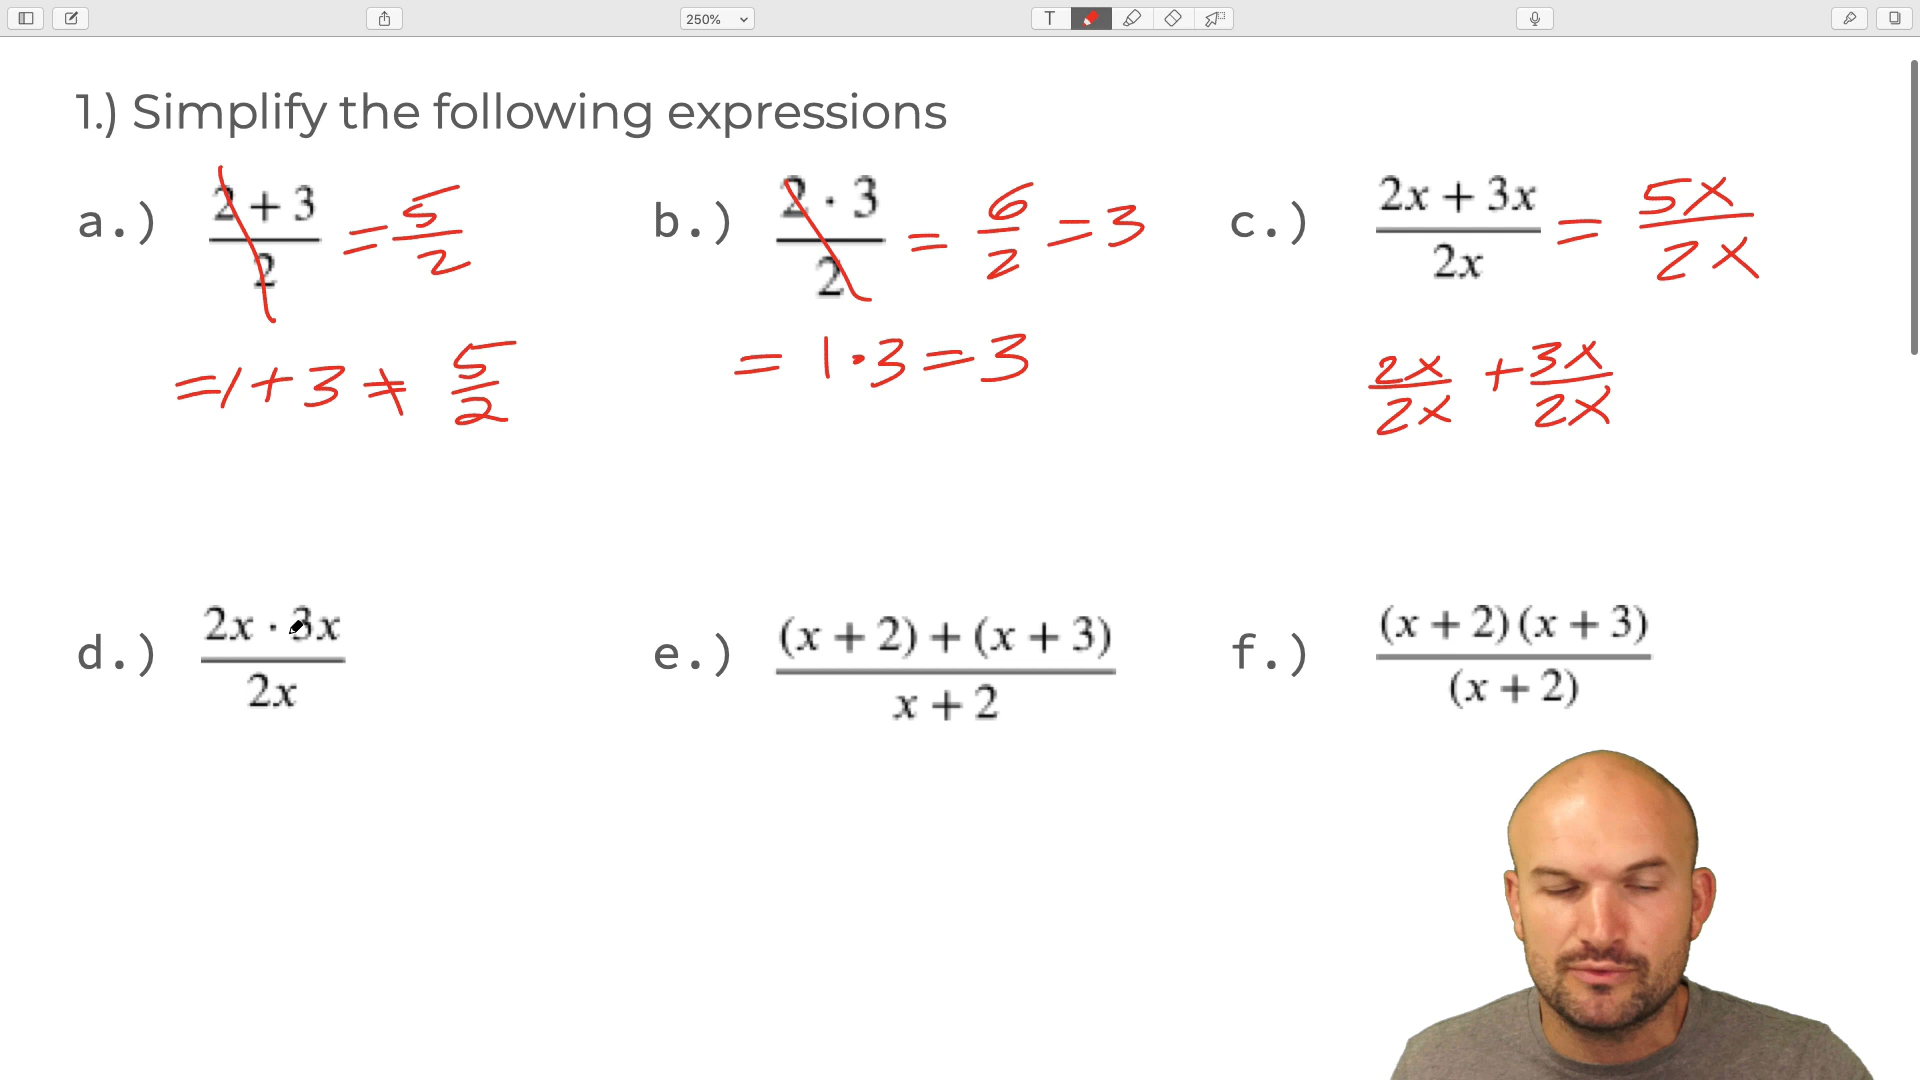 250%
T
1.) Simplify the following expressions
a.) (2 + 3)/2 = 5/2
= 1 + 3 ≠ 5/2
b.) (2 · 3)/2 = 6/2 = 3
= 1 · 3 = 3
c.) (2x + 3x)/2x = 5x/2x
2x/2x + 3x/2x
d.) (2x · 3x)/2x
e.) ((x + 2) + (x + 3))/(x + 2)
f.) ((x + 2)(x + 3))/((x + 2))